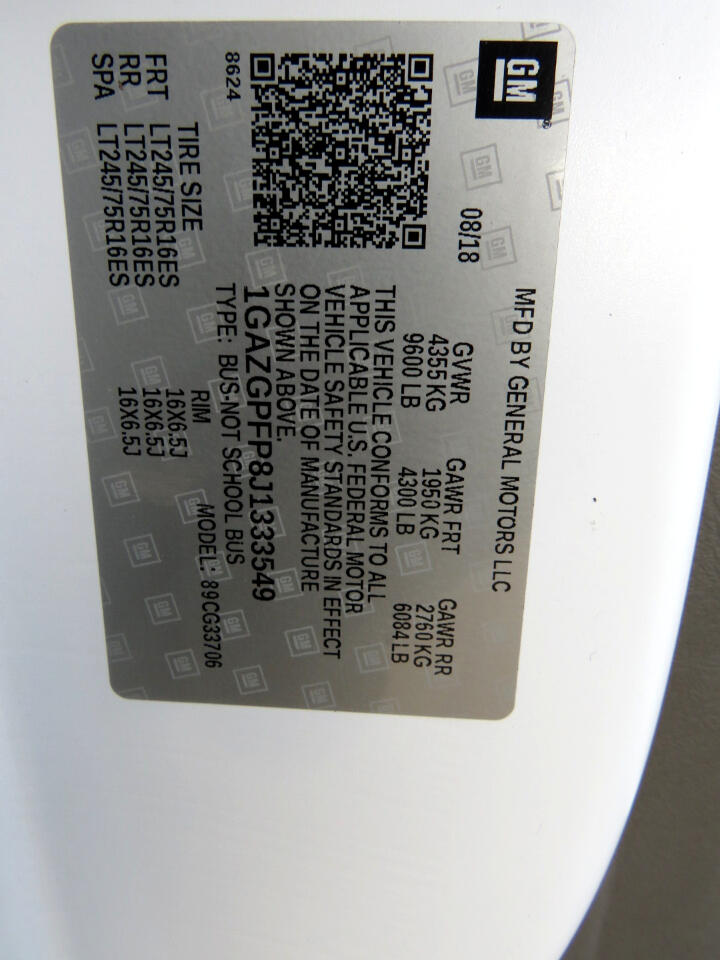 GM
MFD BY GENERAL MOTORS LLC
08/18
GVWR GAWR FRT GAWR RR
4355 KG 1950 KG 2760 KG
9600 LB 4300 LB 6084 LB
THIS VEHICLE CONFORMS TO ALL
APPLICABLE U.S. FEDERAL MOTOR
VEHICLE SAFETY STANDARDS IN EFFECT
ON THE DATE OF MANUFACTURE
SHOWN ABOVE.
1GAZGPFP8J1333549
8624
TYPE: BUS-NOT SCHOOL BUS
MODEL: 89CG33706
TIRE SIZE RIM
FRT LT245/75R16ES 16X6.5J
RR LT245/75R16ES 16X6.5J
SPA LT245/75R16ES 16X6.5J